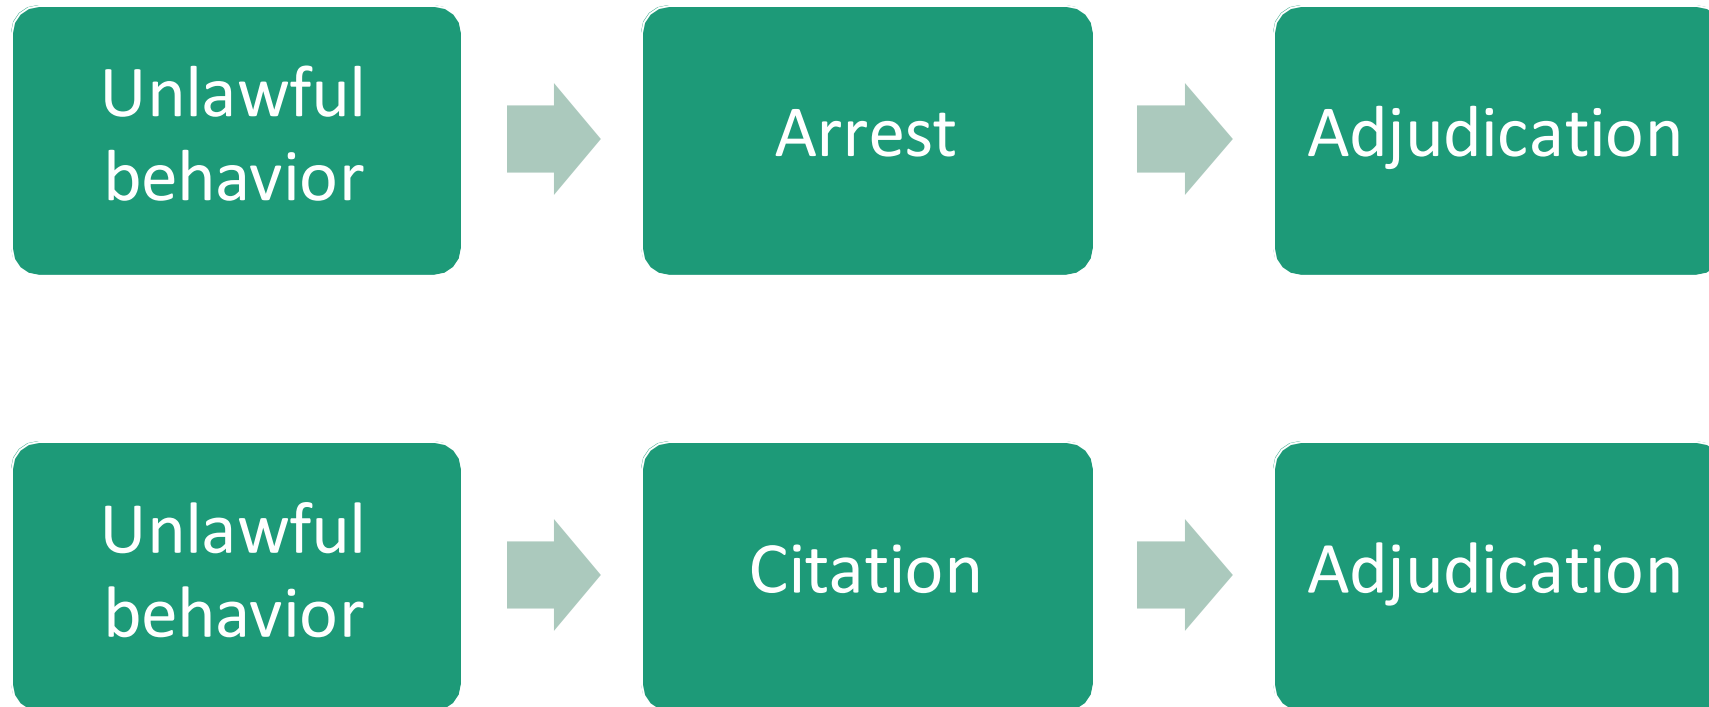 Unlawful
behavior
Arrest
Adjudication
Unlawful
behavior
Citation
Adjudication